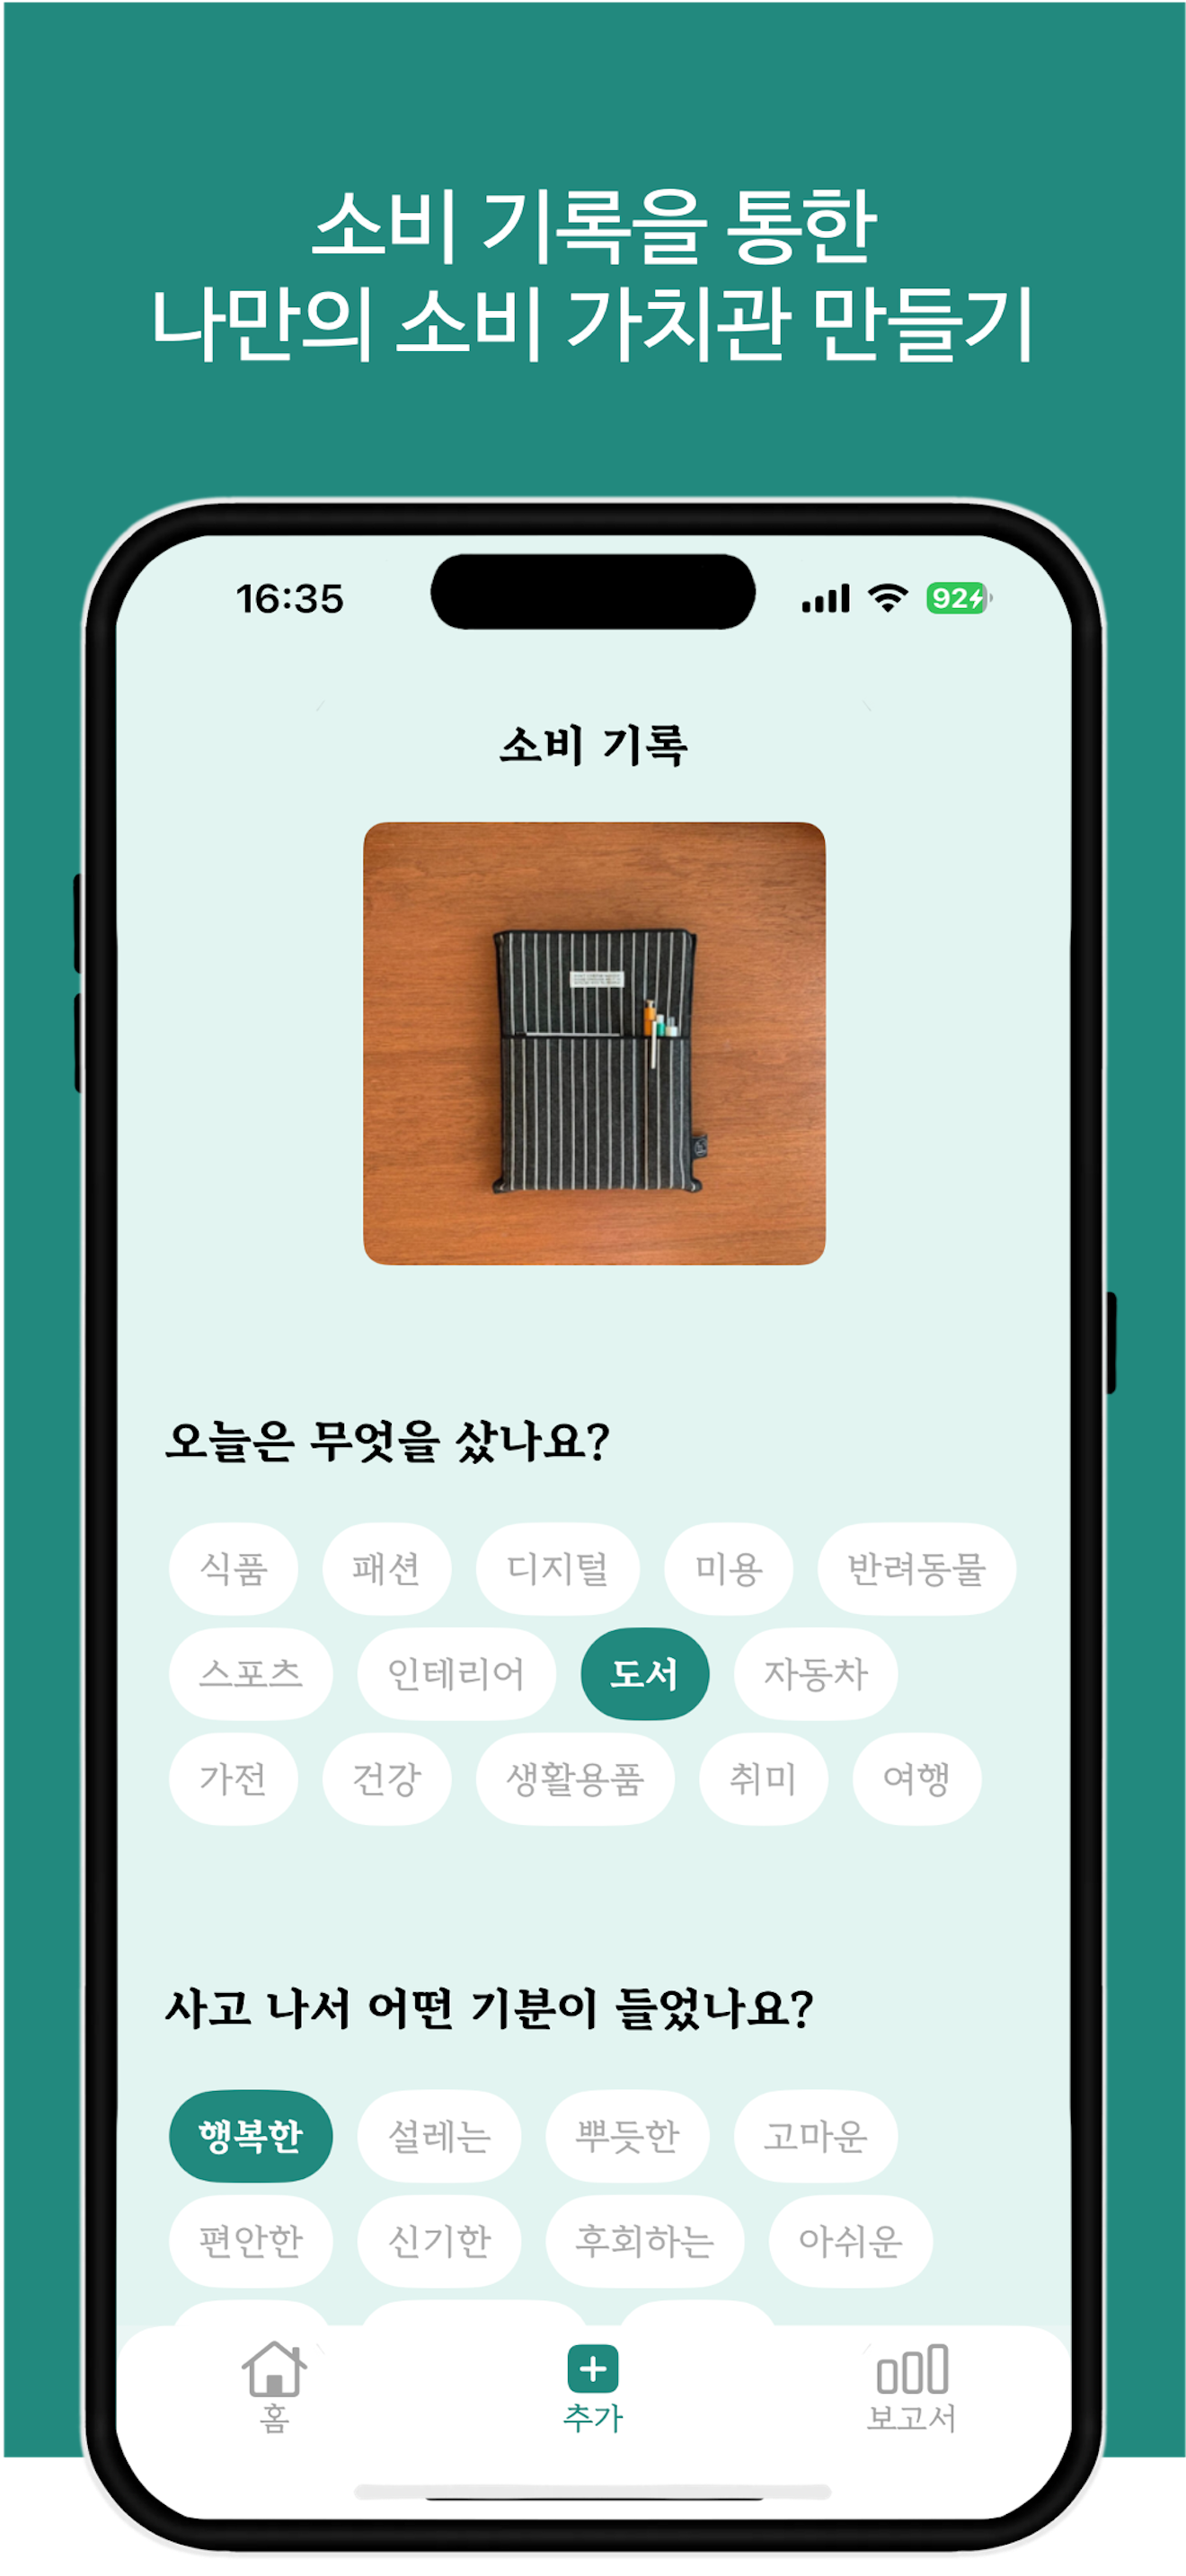 소비 기록을 통한
나만의 소비 가치관 만들기
16:35
92
소비 기록
오늘은 무엇을 샀나요?
식품 패션 디지털 미용 반려동물
스포츠 인테리어 도서 자동차
가전 건강 생활용품 취미 여행
사고 나서 어떤 기분이 들었나요?
행복한 설레는 뿌듯한 고마운
편안한 신기한 후회하는 아쉬운
홈 추가 보고서